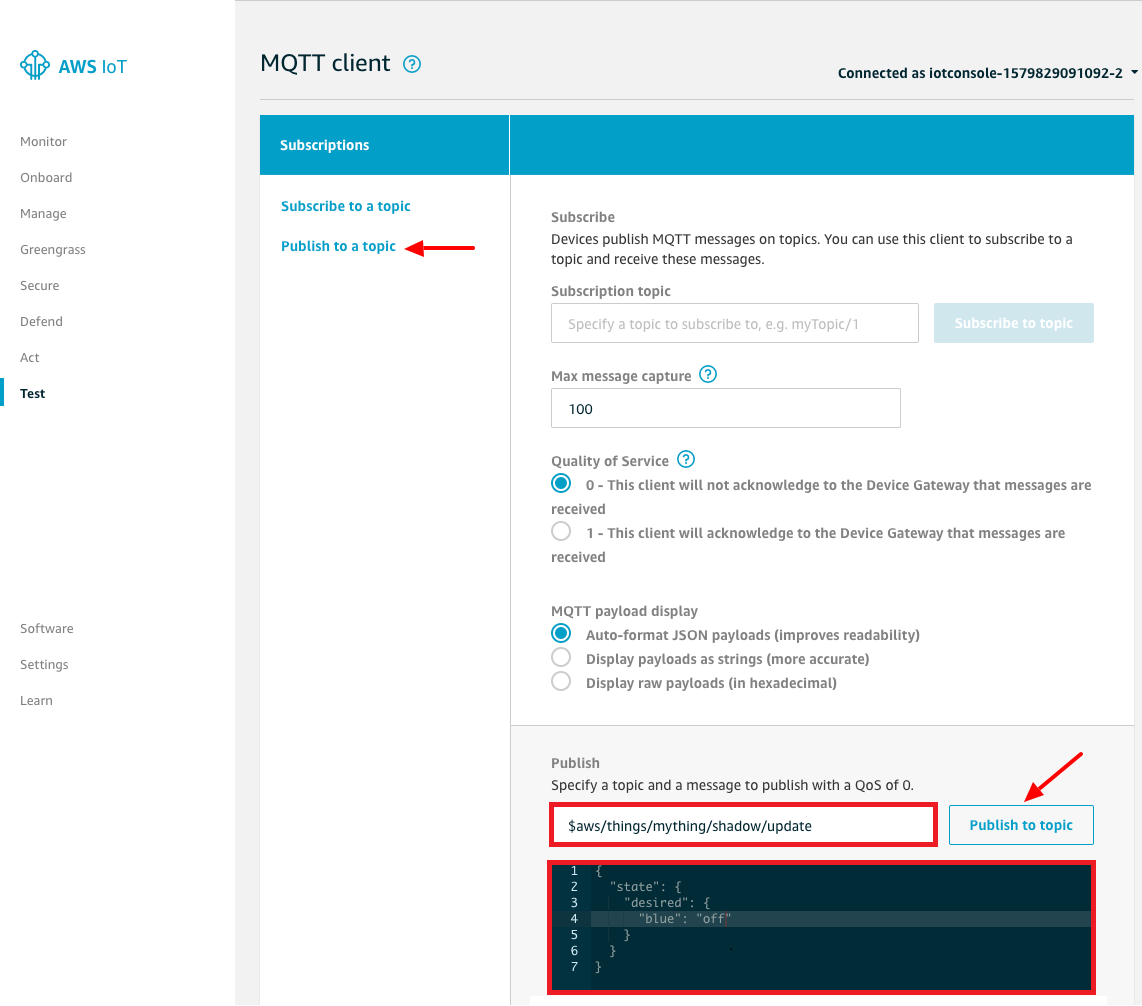 AWS IoT
MQTT client ?
Connected as iotconsole-1579829091092-2
Monitor
Onboard
Manage
Greengrass
Secure
Defend
Act
Test
Software
Settings
Learn
Subscriptions
Subscribe to a topic
Publish to a topic
Subscribe
Devices publish MQTT messages on topics. You can use this client to subscribe to a
topic and receive these messages.
Subscription topic
Specify a topic to subscribe to, e.g. myTopic/1
Subscribe to topic
Max message capture ?
100
Quality of Service ?
0 - This client will not acknowledge to the Device Gateway that messages are
received
1 - This client will acknowledge to the Device Gateway that messages are
received
MQTT payload display
Auto-format JSON payloads (improves readability)
Display payloads as strings (more accurate)
Display raw payloads (in hexadecimal)
Publish
Specify a topic and a message to publish with a QoS of 0.
$aws/things/mything/shadow/update
Publish to topic
1 {
2 "state": {
3 "desired": {
4 "blue": "off"
5 }
6 }
7 }